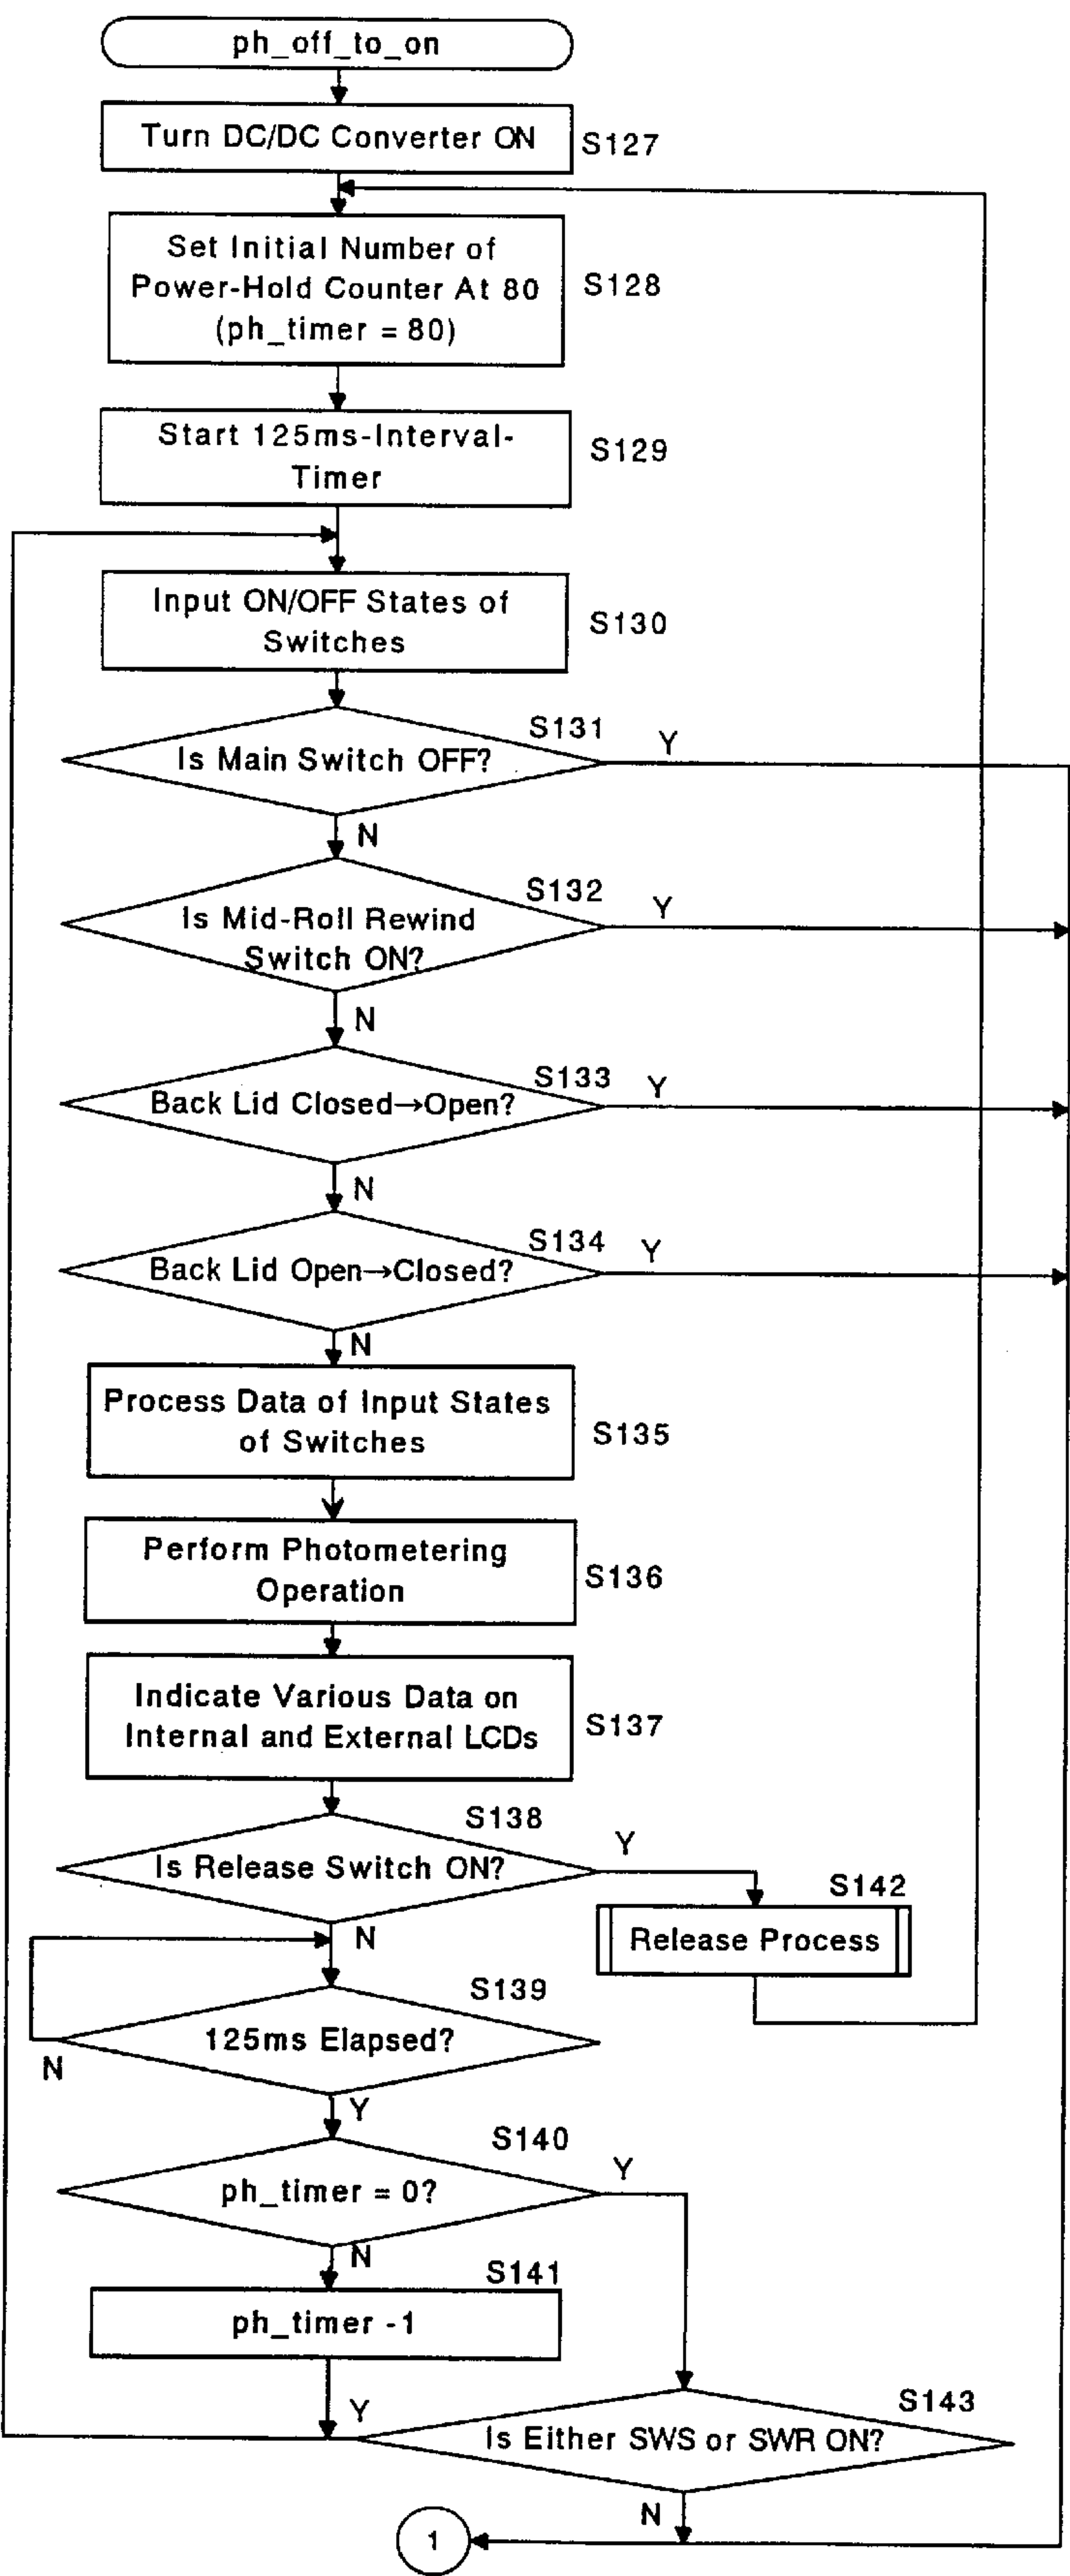 ph_off_to_on
Turn DC/DC Converter ON
S127
Set Initial Number of
Power-Hold Counter At 80
(ph_timer = 80)
S128
Start 125ms-Interval-
Timer
S129
Input ON/OFF States of
Switches
S130
S131
Y
Is Main Switch OFF?
N
S132
Y
Is Mid-Roll Rewind
Switch ON?
N
S133
Y
Back Lid Closed→Open?
N
S134
Y
Back Lid Open→Closed?
N
Process Data of Input States
of Switches
S135
Perform Photometering
Operation
S136
Indicate Various Data on
Internal and External LCDs
S137
S138
Y
Is Release Switch ON?
S142
Release Process
N
S139
125ms Elapsed?
N
Y
S140
Y
ph_timer = 0?
N
S141
ph_timer -1
Y
S143
Is Either SWS or SWR ON?
N
1